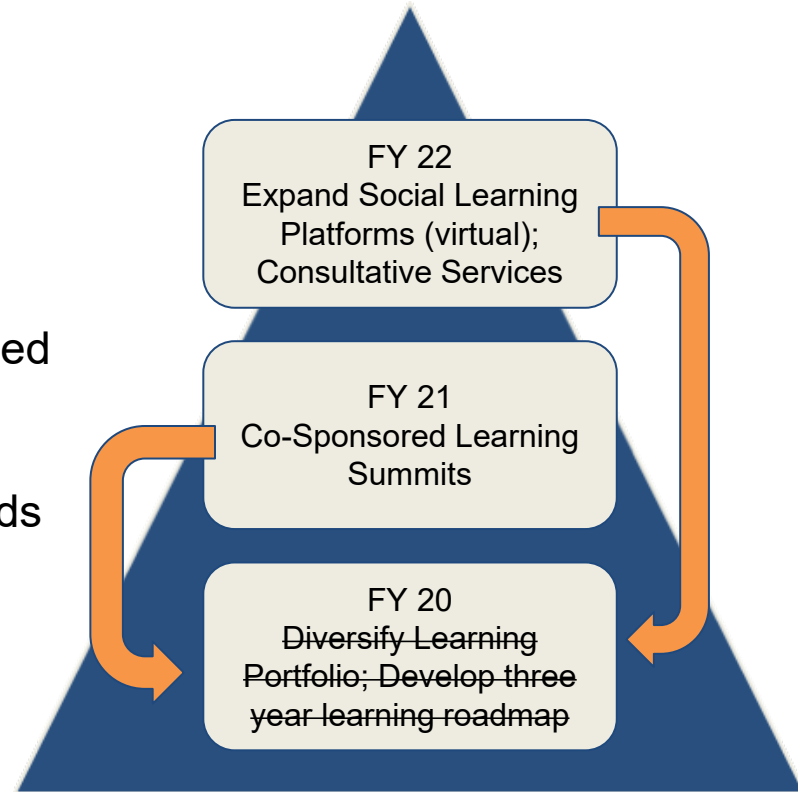 FY 22
Expand Social Learning
Platforms (virtual);
Consultative Services
ed
FY 21
Co-Sponsored Learning
Summits
ds
FY 20
Diversify Learning
Portfolio; Develop three
year learning roadmap